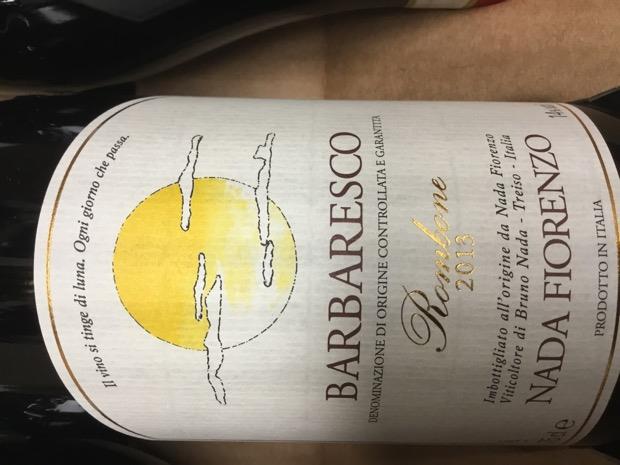 Il vino si tinge di luna. Ogni giorno che passa.
BARBARESCO
DENOMINAZIONE DI ORIGINE CONTROLLATA E GARANTITA
Rombone
2013
Imbottigliato all'origine da Nada Fiorenzo
Viticoltore di Bruno Nada - Treiso - Italia
NADA FIORENZO
PRODOTTO IN ITALIA